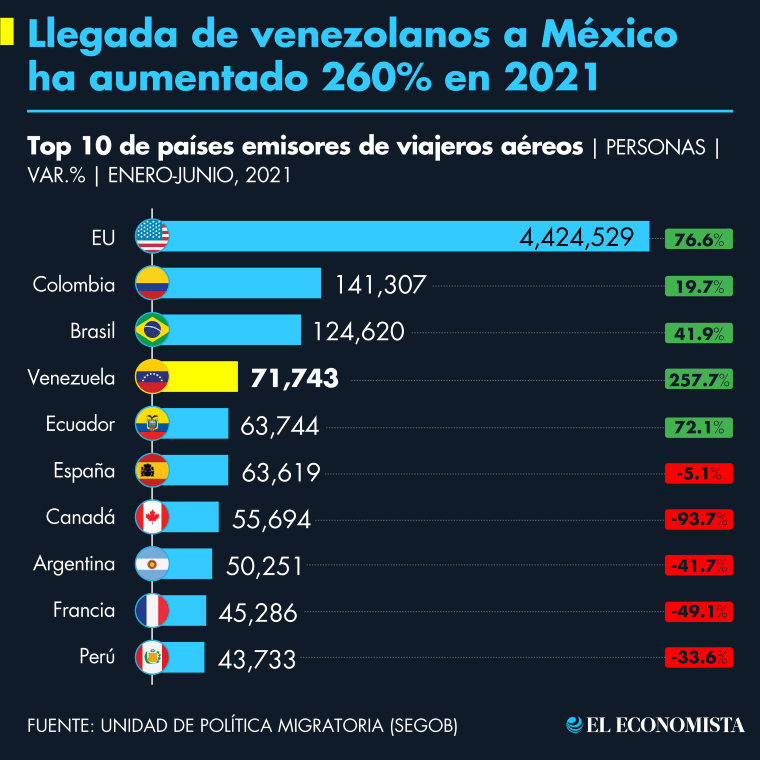 Llegada de venezolanos a México
ha aumentado 260% en 2021
Top 10 de países emisores de viajeros aéreos | PERSONAS |
VAR.% | ENERO-JUNIO, 2021
EU 4,424,529 76.6%
Colombia 141,307 19.7%
Brasil 124,620 41.9%
Venezuela 71,743 257.7%
Ecuador 63,744 72.1%
España 63,619 -5.1%
Canadá 55,694 -93.7%
Argentina 50,251 -41.7%
Francia 45,286 -49.1%
Perú 43,733 -33.6%
FUENTE: UNIDAD DE POLÍTICA MIGRATORIA (SEGOB) EL ECONOMISTA